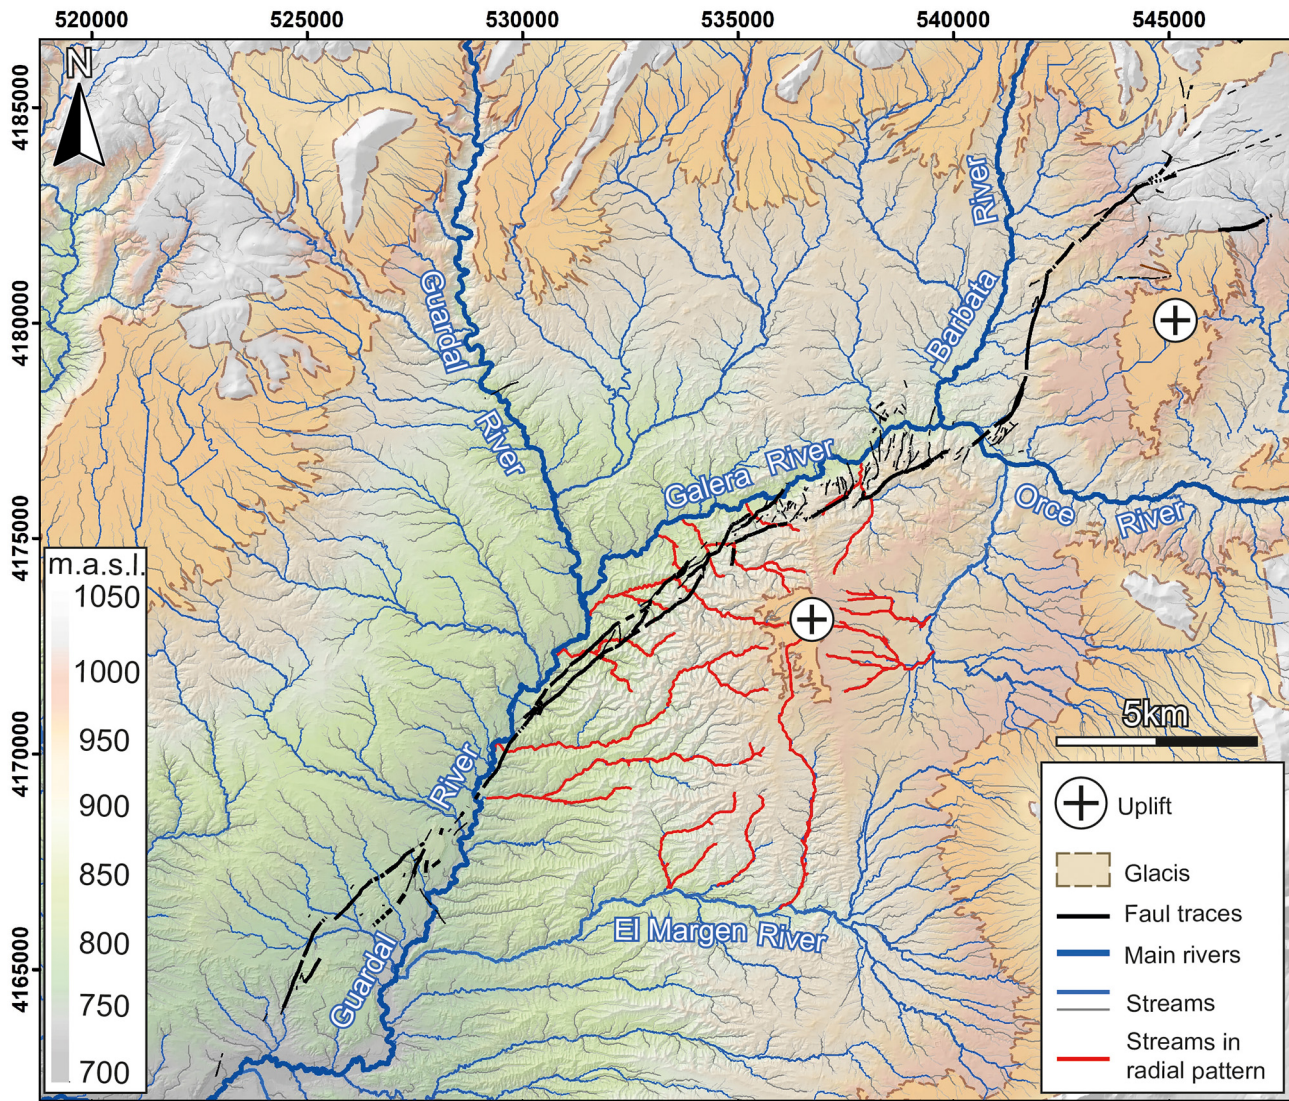 520000 525000 530000 535000 540000 545000
N
4185000
4180000
4175000
4170000
4165000
Guardal
River
Barbata
River
Galera River
Orce
River
River
Guardal
El Margen River
m.a.s.l.
1050
1000
950
900
850
800
750
700
5km
Uplift
Glacis
Faul traces
Main rivers
Streams
Streams in
radial pattern